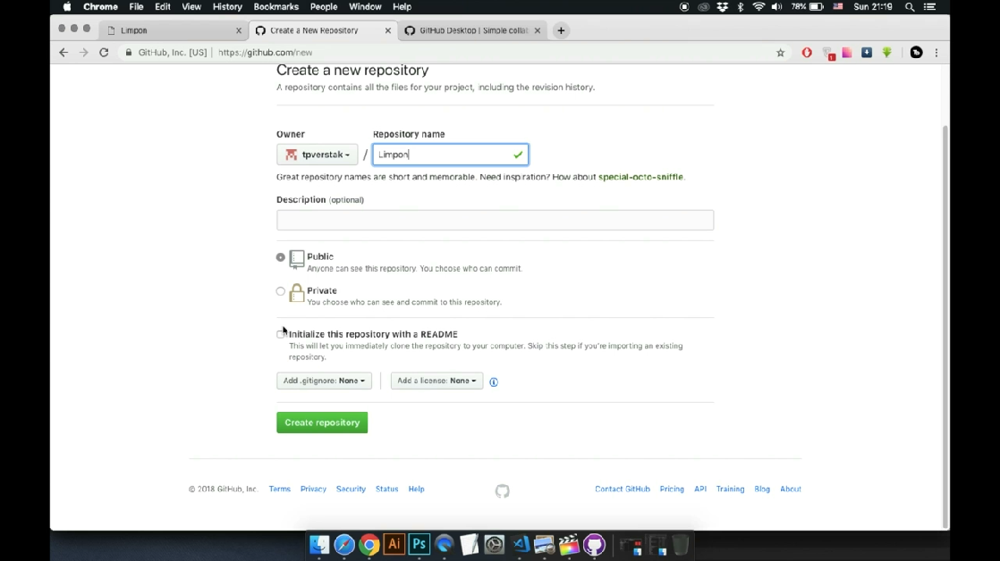 Chrome File Edit View History Bookmarks People Window Help 78% Sun 21:19
Limpon Create a New Repository GitHub Desktop | Simple collab
GitHub, Inc. [US] https://github.com/new
1
Create a new repository
A repository contains all the files for your project, including the revision history.
Owner Repository name
tpverstak / Limpon
Great repository names are short and memorable. Need inspiration? How about special-octo-sniffle.
Description (optional)
Public
Anyone can see this repository. You choose who can commit.
Private
You choose who can see and commit to this repository.
Initialize this repository with a README
This will let you immediately clone the repository to your computer. Skip this step if you're importing an existing
repository.
Add .gitignore: None Add a license: None
Create repository
© 2018 GitHub, Inc. Terms Privacy Security Status Help Contact GitHub Pricing API Training Blog About
Ai Ps